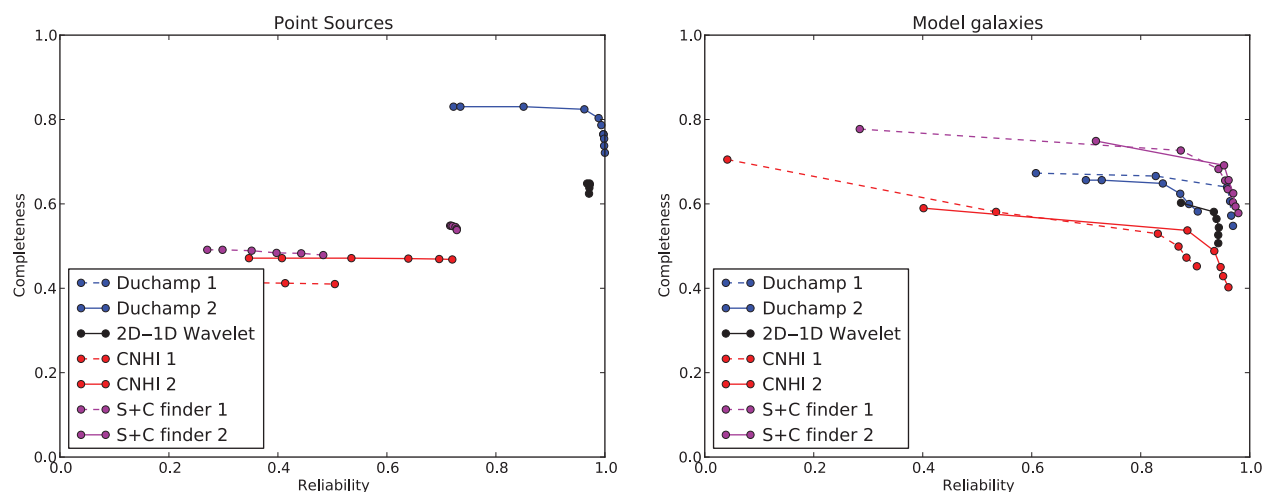 Point Sources
1.0
0.8
0.6
0.4
0.2
0.0
Completeness
Duchamp 1
Duchamp 2
2D−1D Wavelet
CNHI 1
CNHI 2
S+C finder 1
S+C finder 2
0.0 0.2 0.4 0.6 0.8 1.0
Reliability
Model galaxies
1.0
0.8
0.6
0.4
0.2
0.0
Completeness
Duchamp 1
Duchamp 2
2D−1D Wavelet
CNHI 1
CNHI 2
S+C finder 1
S+C finder 2
0.0 0.2 0.4 0.6 0.8 1.0
Reliability